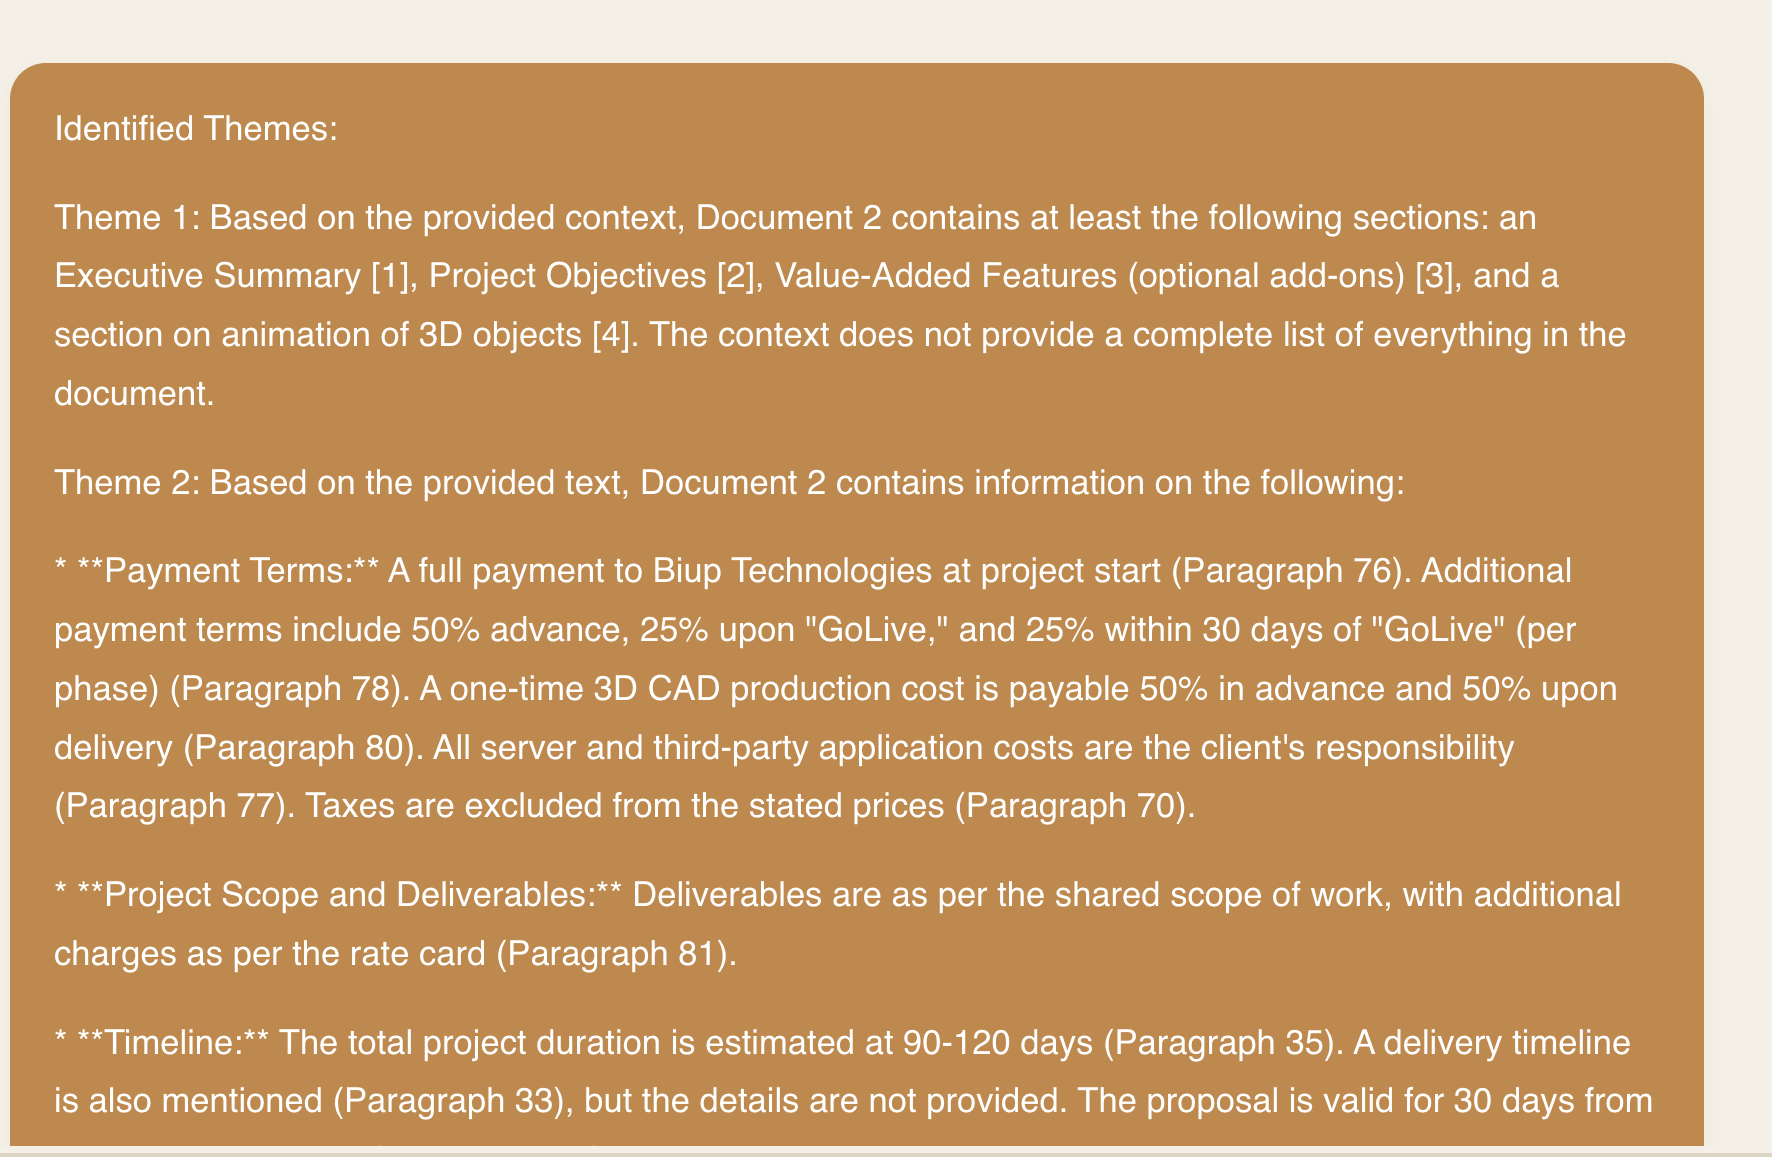 Identified Themes:
Theme 1: Based on the provided context, Document 2 contains at least the following sections: an
Executive Summary [1], Project Objectives [2], Value-Added Features (optional add-ons) [3], and a
section on animation of 3D objects [4]. The context does not provide a complete list of everything in the
document.
Theme 2: Based on the provided text, Document 2 contains information on the following:
* **Payment Terms:** A full payment to Biup Technologies at project start (Paragraph 76). Additional
payment terms include 50% advance, 25% upon "GoLive," and 25% within 30 days of "GoLive" (per
phase) (Paragraph 78). A one-time 3D CAD production cost is payable 50% in advance and 50% upon
delivery (Paragraph 80). All server and third-party application costs are the client's responsibility
(Paragraph 77). Taxes are excluded from the stated prices (Paragraph 70).
* **Project Scope and Deliverables:** Deliverables are as per the shared scope of work, with additional
charges as per the rate card (Paragraph 81).
* **Timeline:** The total project duration is estimated at 90-120 days (Paragraph 35). A delivery timeline
is also mentioned (Paragraph 33), but the details are not provided. The proposal is valid for 30 days from